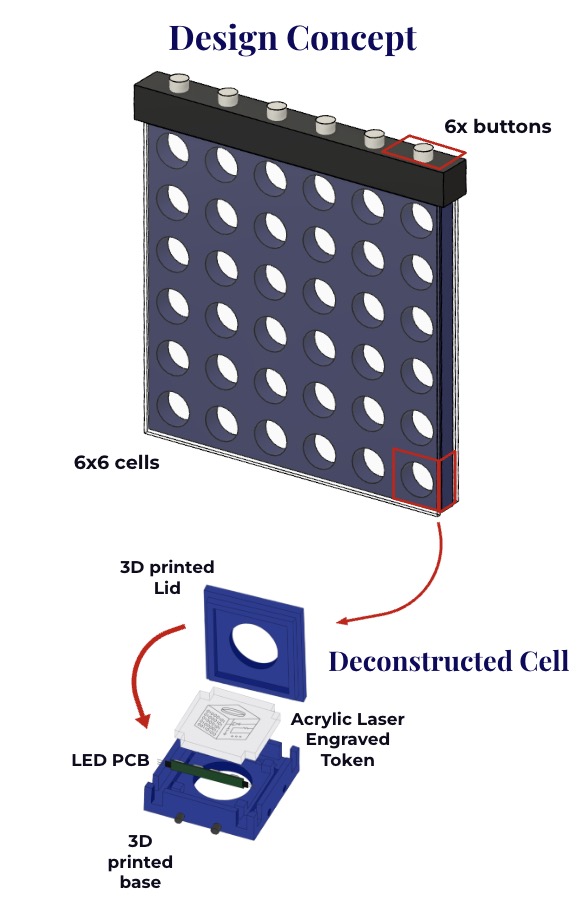 Design Concept
6x buttons
6x6 cells
3D printed
Lid
Deconstructed Cell
Acrylic Laser
Engraved
Token
LED PCB
3D
printed
base